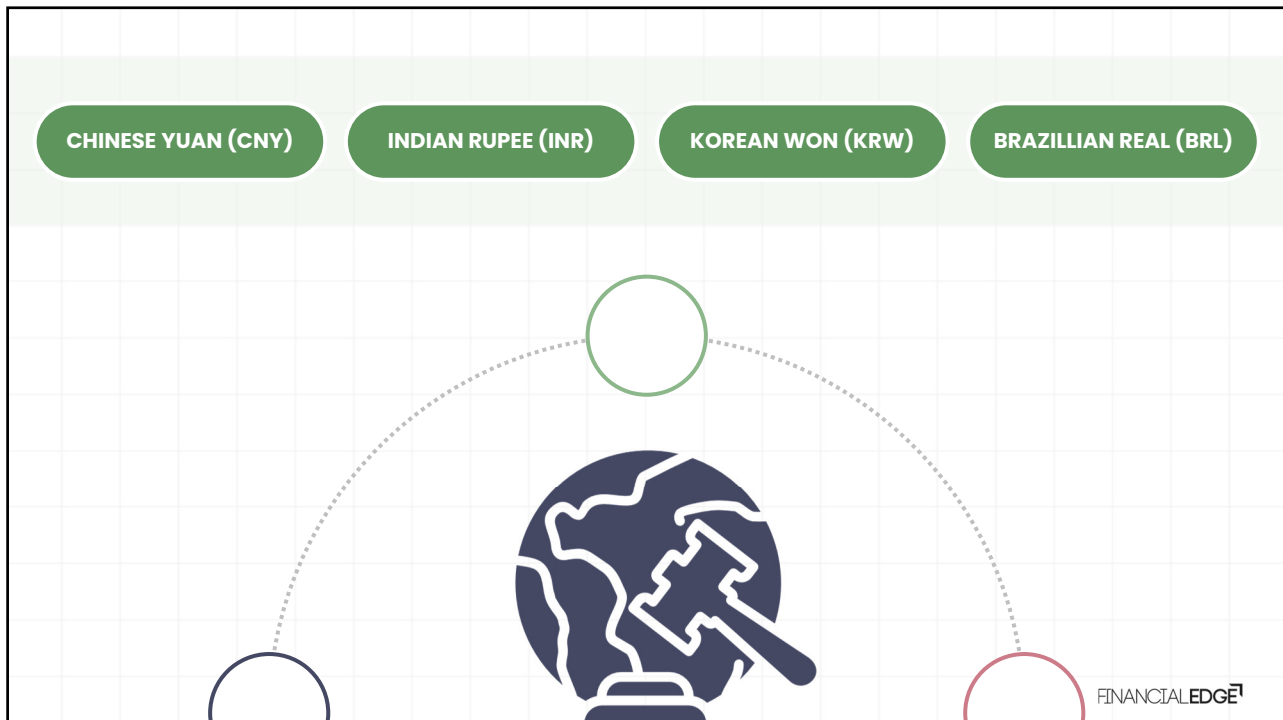 CHINESE YUAN (CNY)
INDIAN RUPEE (INR)
KOREAN WON (KRW)
BRAZILLIAN REAL (BRL)
FINANCIALEDGE